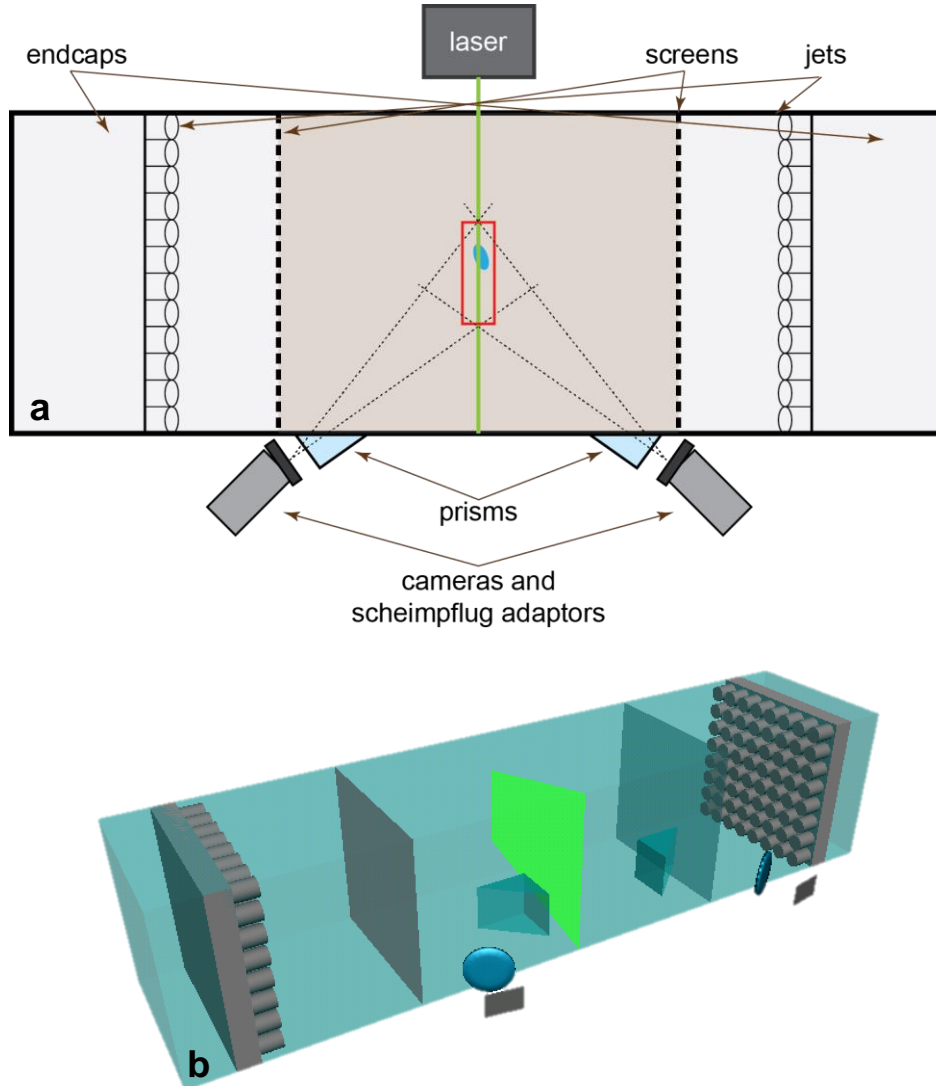 laser
endcaps
screens
jets
a
prisms
cameras and
scheimpflug adaptors
b